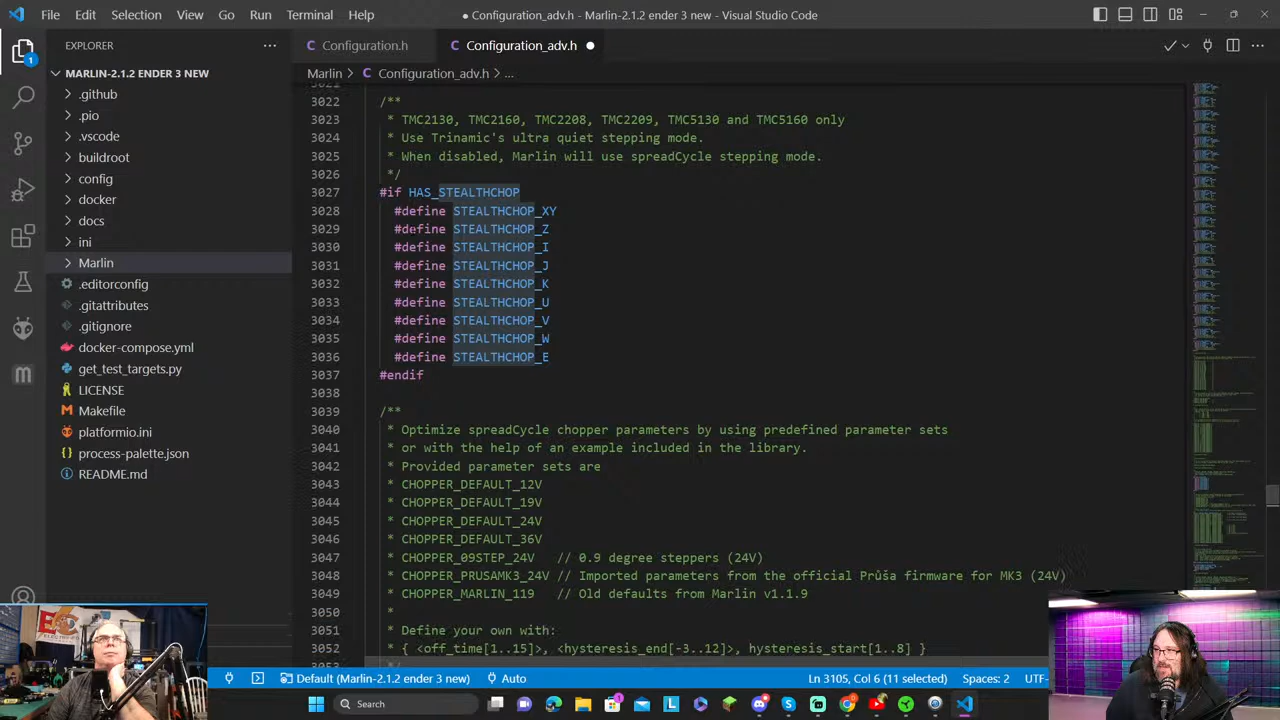 File Edit Selection View Go Run Terminal Help
● Configuration_adv.h - Marlin-2.1.2 ender 3 new - Visual Studio Code
EXPLORER
Configuration.h
Configuration_adv.h
MARLIN-2.1.2 ENDER 3 NEW
Marlin > Configuration_adv.h > ...
.github
.pio
.vscode
buildroot
config
docker
docs
ini
Marlin
.editorconfig
.gitattributes
.gitignore
docker-compose.yml
get_test_targets.py
LICENSE
Makefile
platformio.ini
process-palette.json
README.md
3021
3022 /**
3023 * TMC2130, TMC2160, TMC2208, TMC2209, TMC5130 and TMC5160 only
3024 * Use Trinamic's ultra quiet stepping mode.
3025 * When disabled, Marlin will use spreadCycle stepping mode.
3026 */
3027 #if HAS_STEALTHCHOP
3028 #define STEALTHCHOP_XY
3029 #define STEALTHCHOP_Z
3030 #define STEALTHCHOP_I
3031 #define STEALTHCHOP_J
3032 #define STEALTHCHOP_K
3033 #define STEALTHCHOP_U
3034 #define STEALTHCHOP_V
3035 #define STEALTHCHOP_W
3036 #define STEALTHCHOP_E
3037 #endif
3038
3039 /**
3040 * Optimize spreadCycle chopper parameters by using predefined parameter sets
3041 * or with the help of an example included in the library.
3042 * Provided parameter sets are
3043 * CHOPPER_DEFAULT_12V
3044 * CHOPPER_DEFAULT_19V
3045 * CHOPPER_DEFAULT_24V
3046 * CHOPPER_DEFAULT_36V
3047 * CHOPPER_09STEP_24V // 0.9 degree steppers (24V)
3048 * CHOPPER_PRUSAMK3_24V // Imported parameters from the official Průša firmware for MK3 (24V)
3049 * CHOPPER_MARLIN_119 // Old defaults from Marlin v1.1.9
3050 *
3051 * Define your own with:
3052 * { <off_time[1..15]>, <hysteresis_end[-3..12]>, hysteresis_start[1..8] }
Default (Marlin-2.1.2 ender 3 new) Auto
Ln 3105, Col 6 (11 selected) Spaces: 2 UTF-
Search